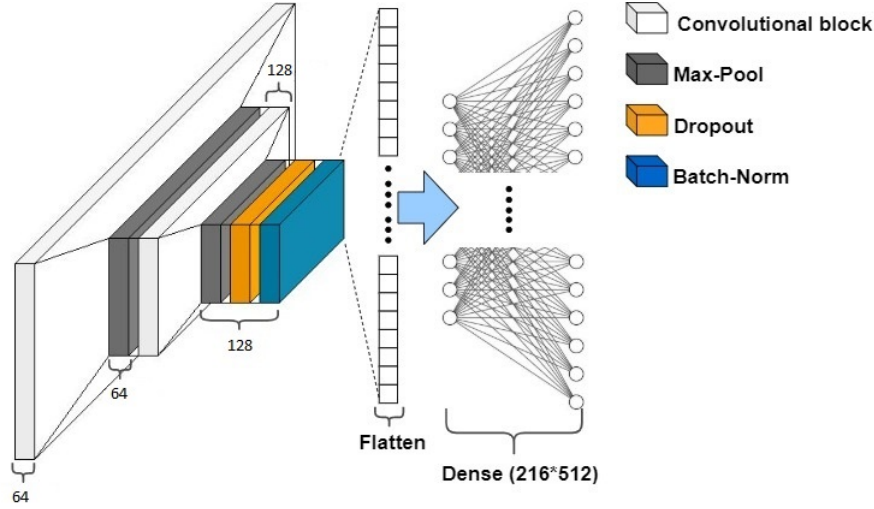 128
Convolutional block
Max-Pool
Dropout
Batch-Norm
128
64
64
Flatten
Dense (216*512)